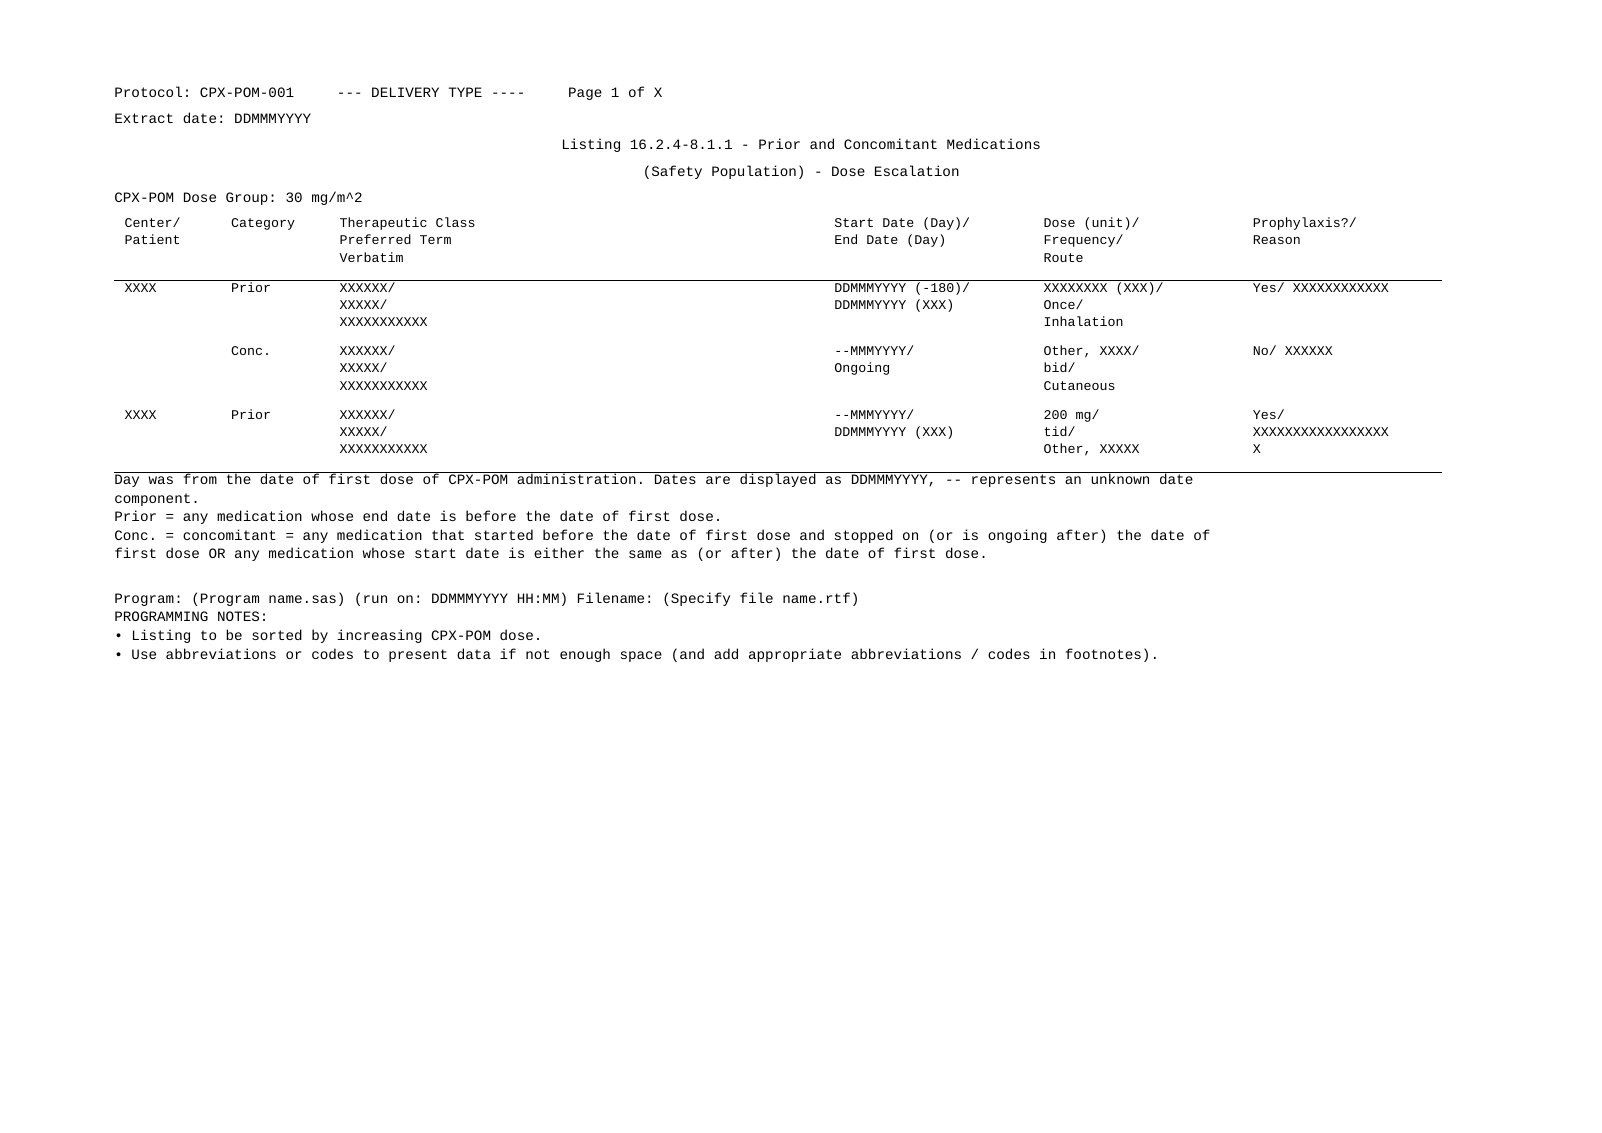 Protocol: CPX-POM-001     --- DELIVERY TYPE ----     Page 1 of X
Extract date: DDMMMYYYY
Listing 16.2.4-8.1.1 - Prior and Concomitant Medications
(Safety Population) - Dose Escalation
CPX-POM Dose Group: 30 mg/m^2
Center/ Category Therapeutic Class Start Date (Day)/ Dose (unit)/ Prophylaxis?/
Patient Preferred Term End Date (Day) Frequency/ Reason
Verbatim Route
XXXX Prior XXXXXX/ DDMMMYYYY (-180)/ XXXXXXXX (XXX)/ Yes/ XXXXXXXXXXXX
XXXXX/ DDMMMYYYY (XXX) Once/
XXXXXXXXXXX Inhalation
Conc. XXXXXX/ --MMMYYYY/ Other, XXXX/ No/ XXXXXX
XXXXX/ Ongoing bid/
XXXXXXXXXXX Cutaneous
XXXX Prior XXXXXX/ --MMMYYYY/ 200 mg/ Yes/
XXXXX/ DDMMMYYYY (XXX) tid/ XXXXXXXXXXXXXXXXX
XXXXXXXXXXX Other, XXXXX X
Day was from the date of first dose of CPX-POM administration. Dates are displayed as DDMMMYYYY, -- represents an unknown date
component.
Prior = any medication whose end date is before the date of first dose.
Conc. = concomitant = any medication that started before the date of first dose and stopped on (or is ongoing after) the date of
first dose OR any medication whose start date is either the same as (or after) the date of first dose.
Program: (Program name.sas) (run on: DDMMMYYYY HH:MM) Filename: (Specify file name.rtf)
PROGRAMMING NOTES:
• Listing to be sorted by increasing CPX-POM dose.
• Use abbreviations or codes to present data if not enough space (and add appropriate abbreviations / codes in footnotes).